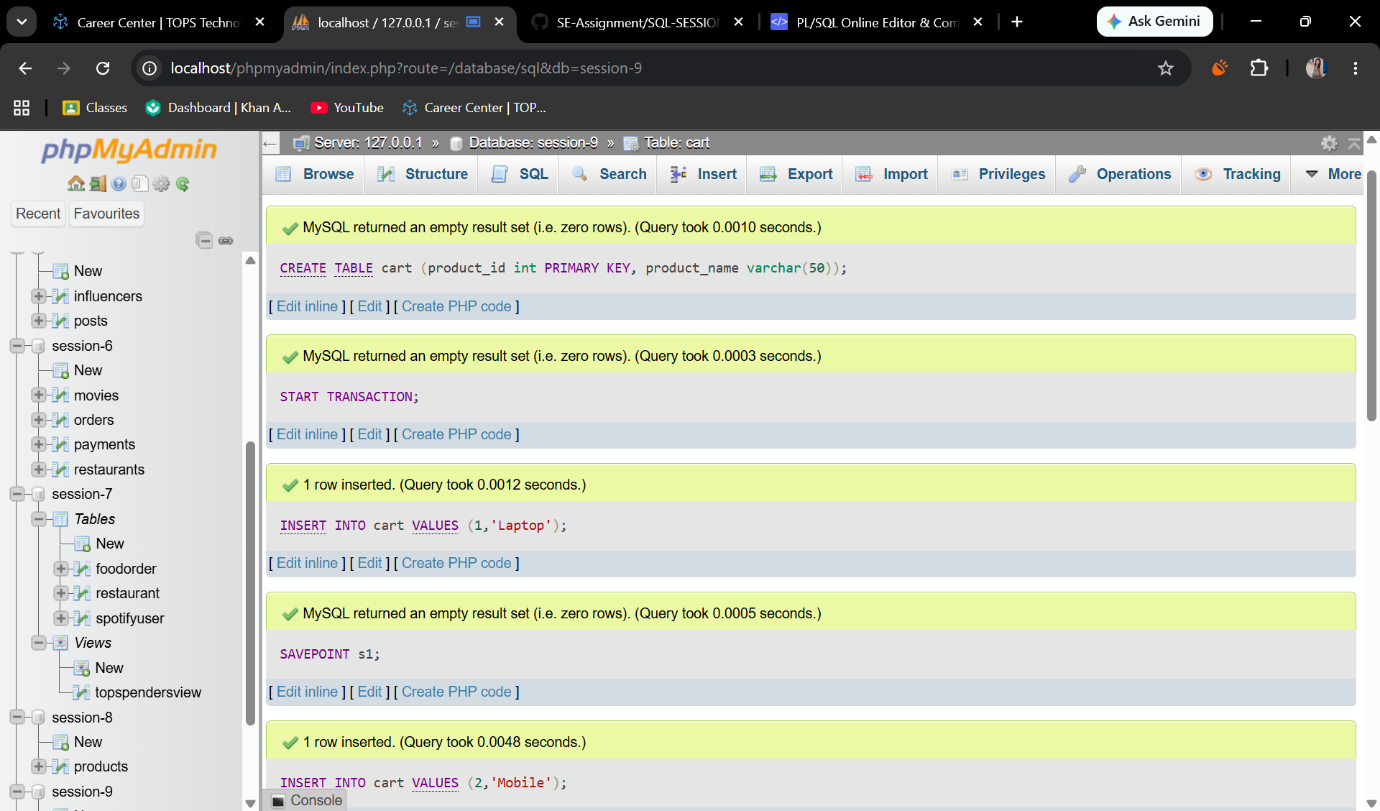 Career Center | TOPS Techno
localhost / 127.0.0.1 / se
SE-Assignment/SQL-SESSION
PL/SQL Online Editor & Com
Ask Gemini
localhost/phpmyadmin/index.php?route=/database/sql&db=session-9
Classes
Dashboard | Khan A...
YouTube
Career Center | TOP...
phpMyAdmin
Recent
Favourites
New
influencers
posts
session-6
New
movies
orders
payments
restaurants
session-7
Tables
New
foodorder
restaurant
spotifyuser
Views
New
topspendersview
session-8
New
products
session-9
Server: 127.0.0.1 » Database: session-9 » Table: cart
Browse Structure SQL Search Insert Export Import Privileges Operations Tracking More
MySQL returned an empty result set (i.e. zero rows). (Query took 0.0010 seconds.)
CREATE TABLE cart (product_id int PRIMARY KEY, product_name varchar(50));
[ Edit inline ] [ Edit ] [ Create PHP code ]
MySQL returned an empty result set (i.e. zero rows). (Query took 0.0003 seconds.)
START TRANSACTION;
[ Edit inline ] [ Edit ] [ Create PHP code ]
1 row inserted. (Query took 0.0012 seconds.)
INSERT INTO cart VALUES (1,'Laptop');
[ Edit inline ] [ Edit ] [ Create PHP code ]
MySQL returned an empty result set (i.e. zero rows). (Query took 0.0005 seconds.)
SAVEPOINT s1;
[ Edit inline ] [ Edit ] [ Create PHP code ]
1 row inserted. (Query took 0.0048 seconds.)
INSERT INTO cart VALUES (2,'Mobile');
Console